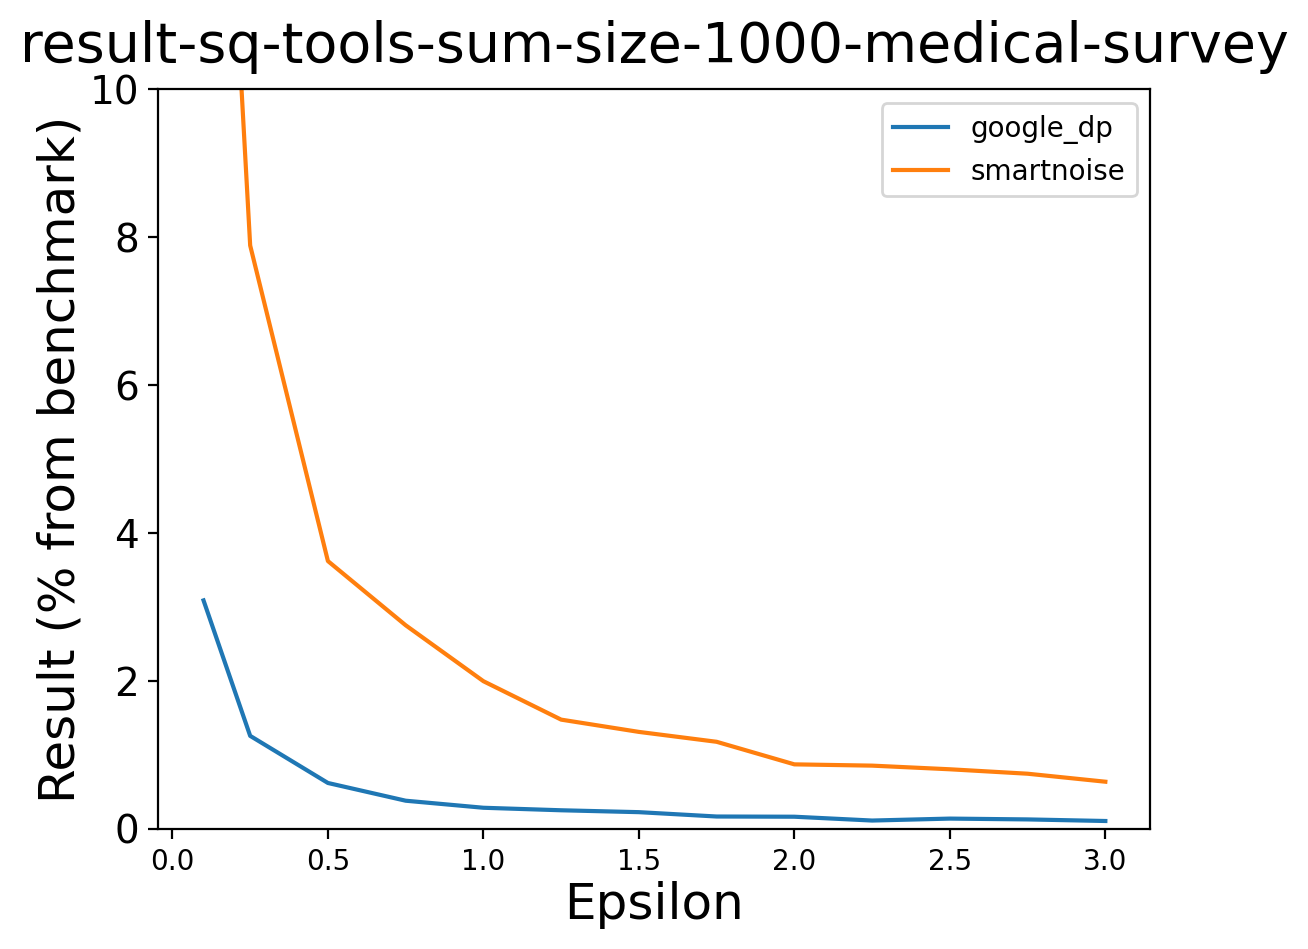 result-sq-tools-sum-size-1000-medical-survey
google_dp
smartnoise
Result (% from benchmark)
10
8
6
4
2
0
0.0 0.5 1.0 1.5 2.0 2.5 3.0
Epsilon